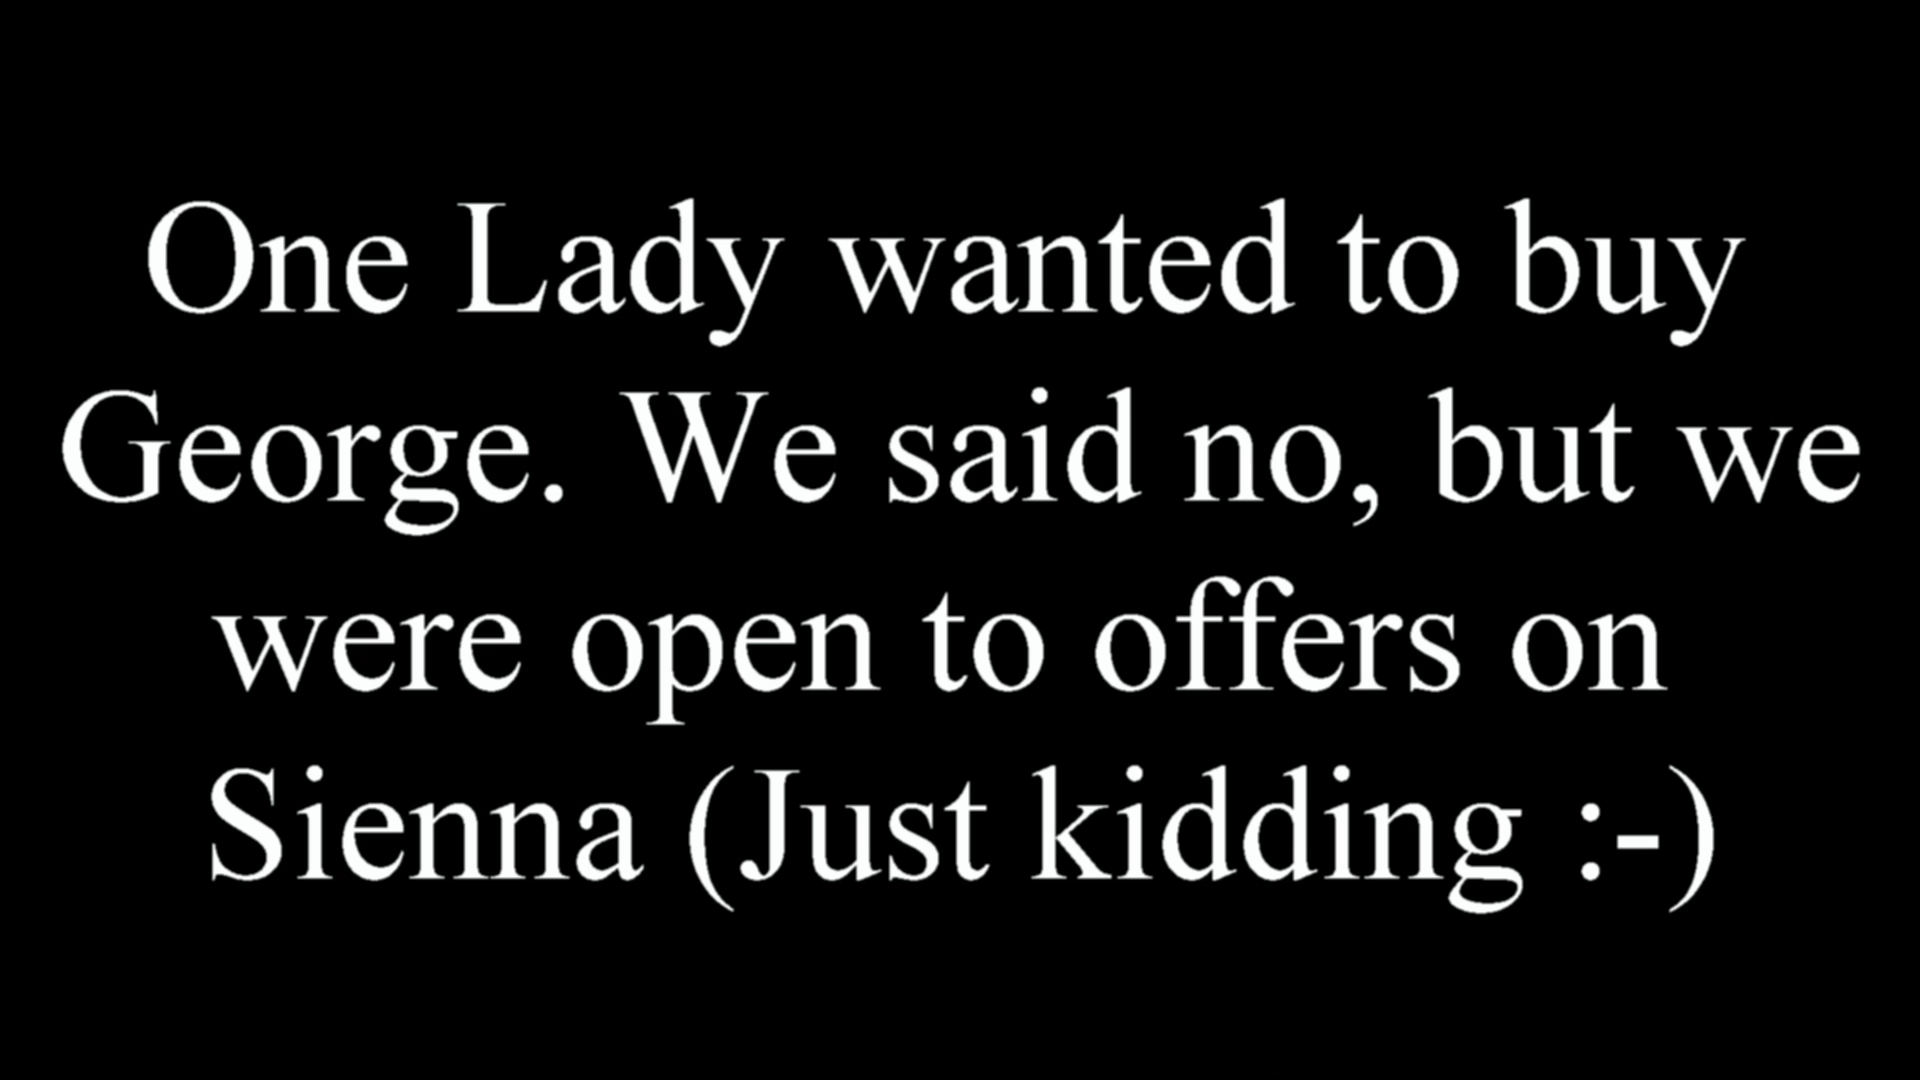 One Lady wanted to buy
George. We said no, but we
were open to offers on
Sienna (Just kidding :-)